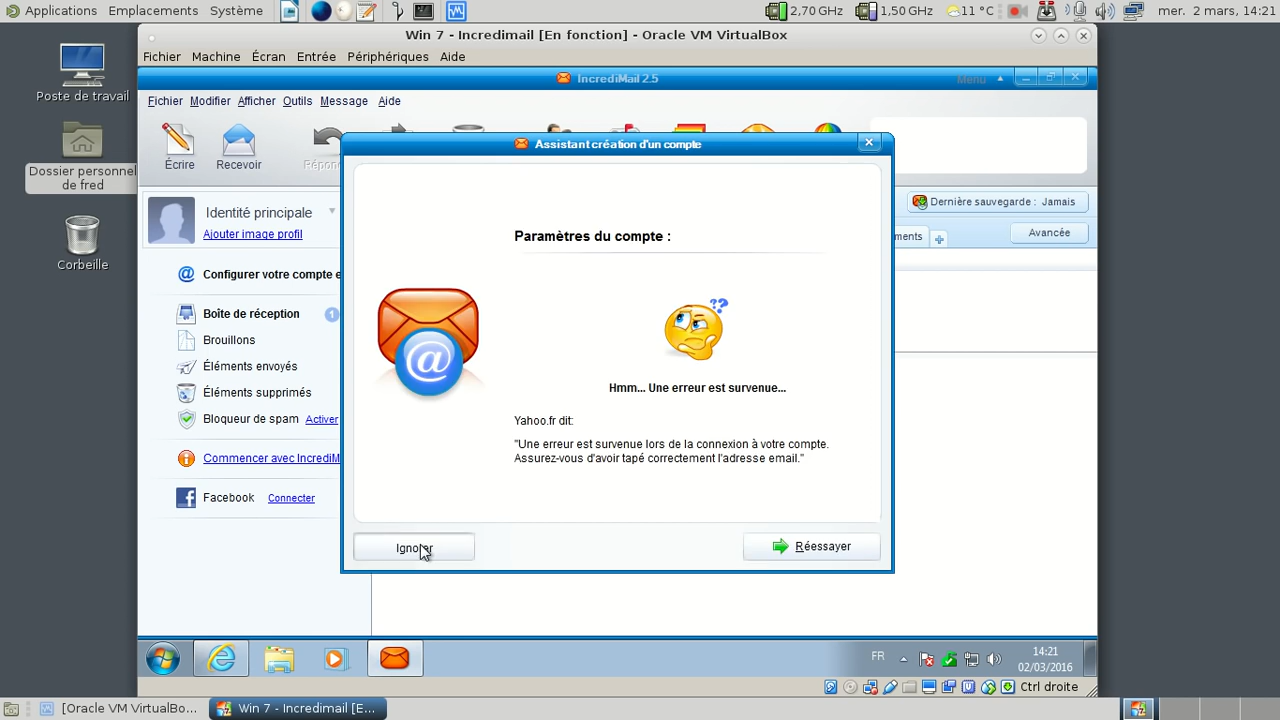 Applications Emplacements Système
2,70 GHz 1,50 GHz 11 °C mer. 2 mars, 14:21
Win 7 - Incredimail [En fonction] - Oracle VM VirtualBox
Fichier Machine Écran Entrée Périphériques Aide
Poste de travail
Dossier personnel
de fred
Corbeille
IncrediMail 2.5
Menu
Fichier Modifier Afficher Outils Message Aide
Écrire Recevoir Répon
Assistant création d'un compte
Identité principale
Ajouter image profil
Dernière sauvegarde : Jamais
ments
Avancée
Configurer votre compte e
Boîte de réception 1
Brouillons
Éléments envoyés
Éléments supprimés
Bloqueur de spam Activer
Commencer avec IncrediM
Facebook Connecter
Paramètres du compte :
??
@
Hmm... Une erreur est survenue...
Yahoo.fr dit:
"Une erreur est survenue lors de la connexion à votre compte.
Assurez-vous d'avoir tapé correctement l'adresse email."
Ignorer
Réessayer
FR
14:21
02/03/2016
Ctrl droite
[Oracle VM VirtualBo...
Win 7 - Incredimail [E...